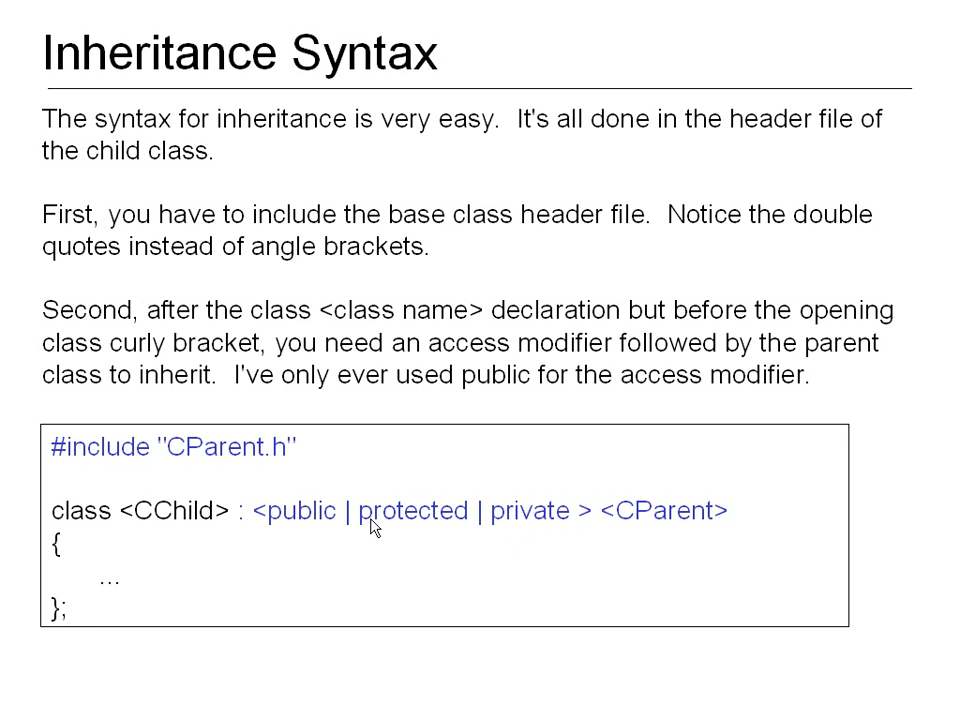 Inheritance Syntax
The syntax for inheritance is very easy.  It's all done in the header file of
the child class.
First, you have to include the base class header file.  Notice the double
quotes instead of angle brackets.
Second, after the class <class name> declaration but before the opening
class curly bracket, you need an access modifier followed by the parent
class to inherit.  I've only ever used public for the access modifier.
#include "CParent.h"
class <CChild> : <public | protected | private > <CParent>
{
...
};